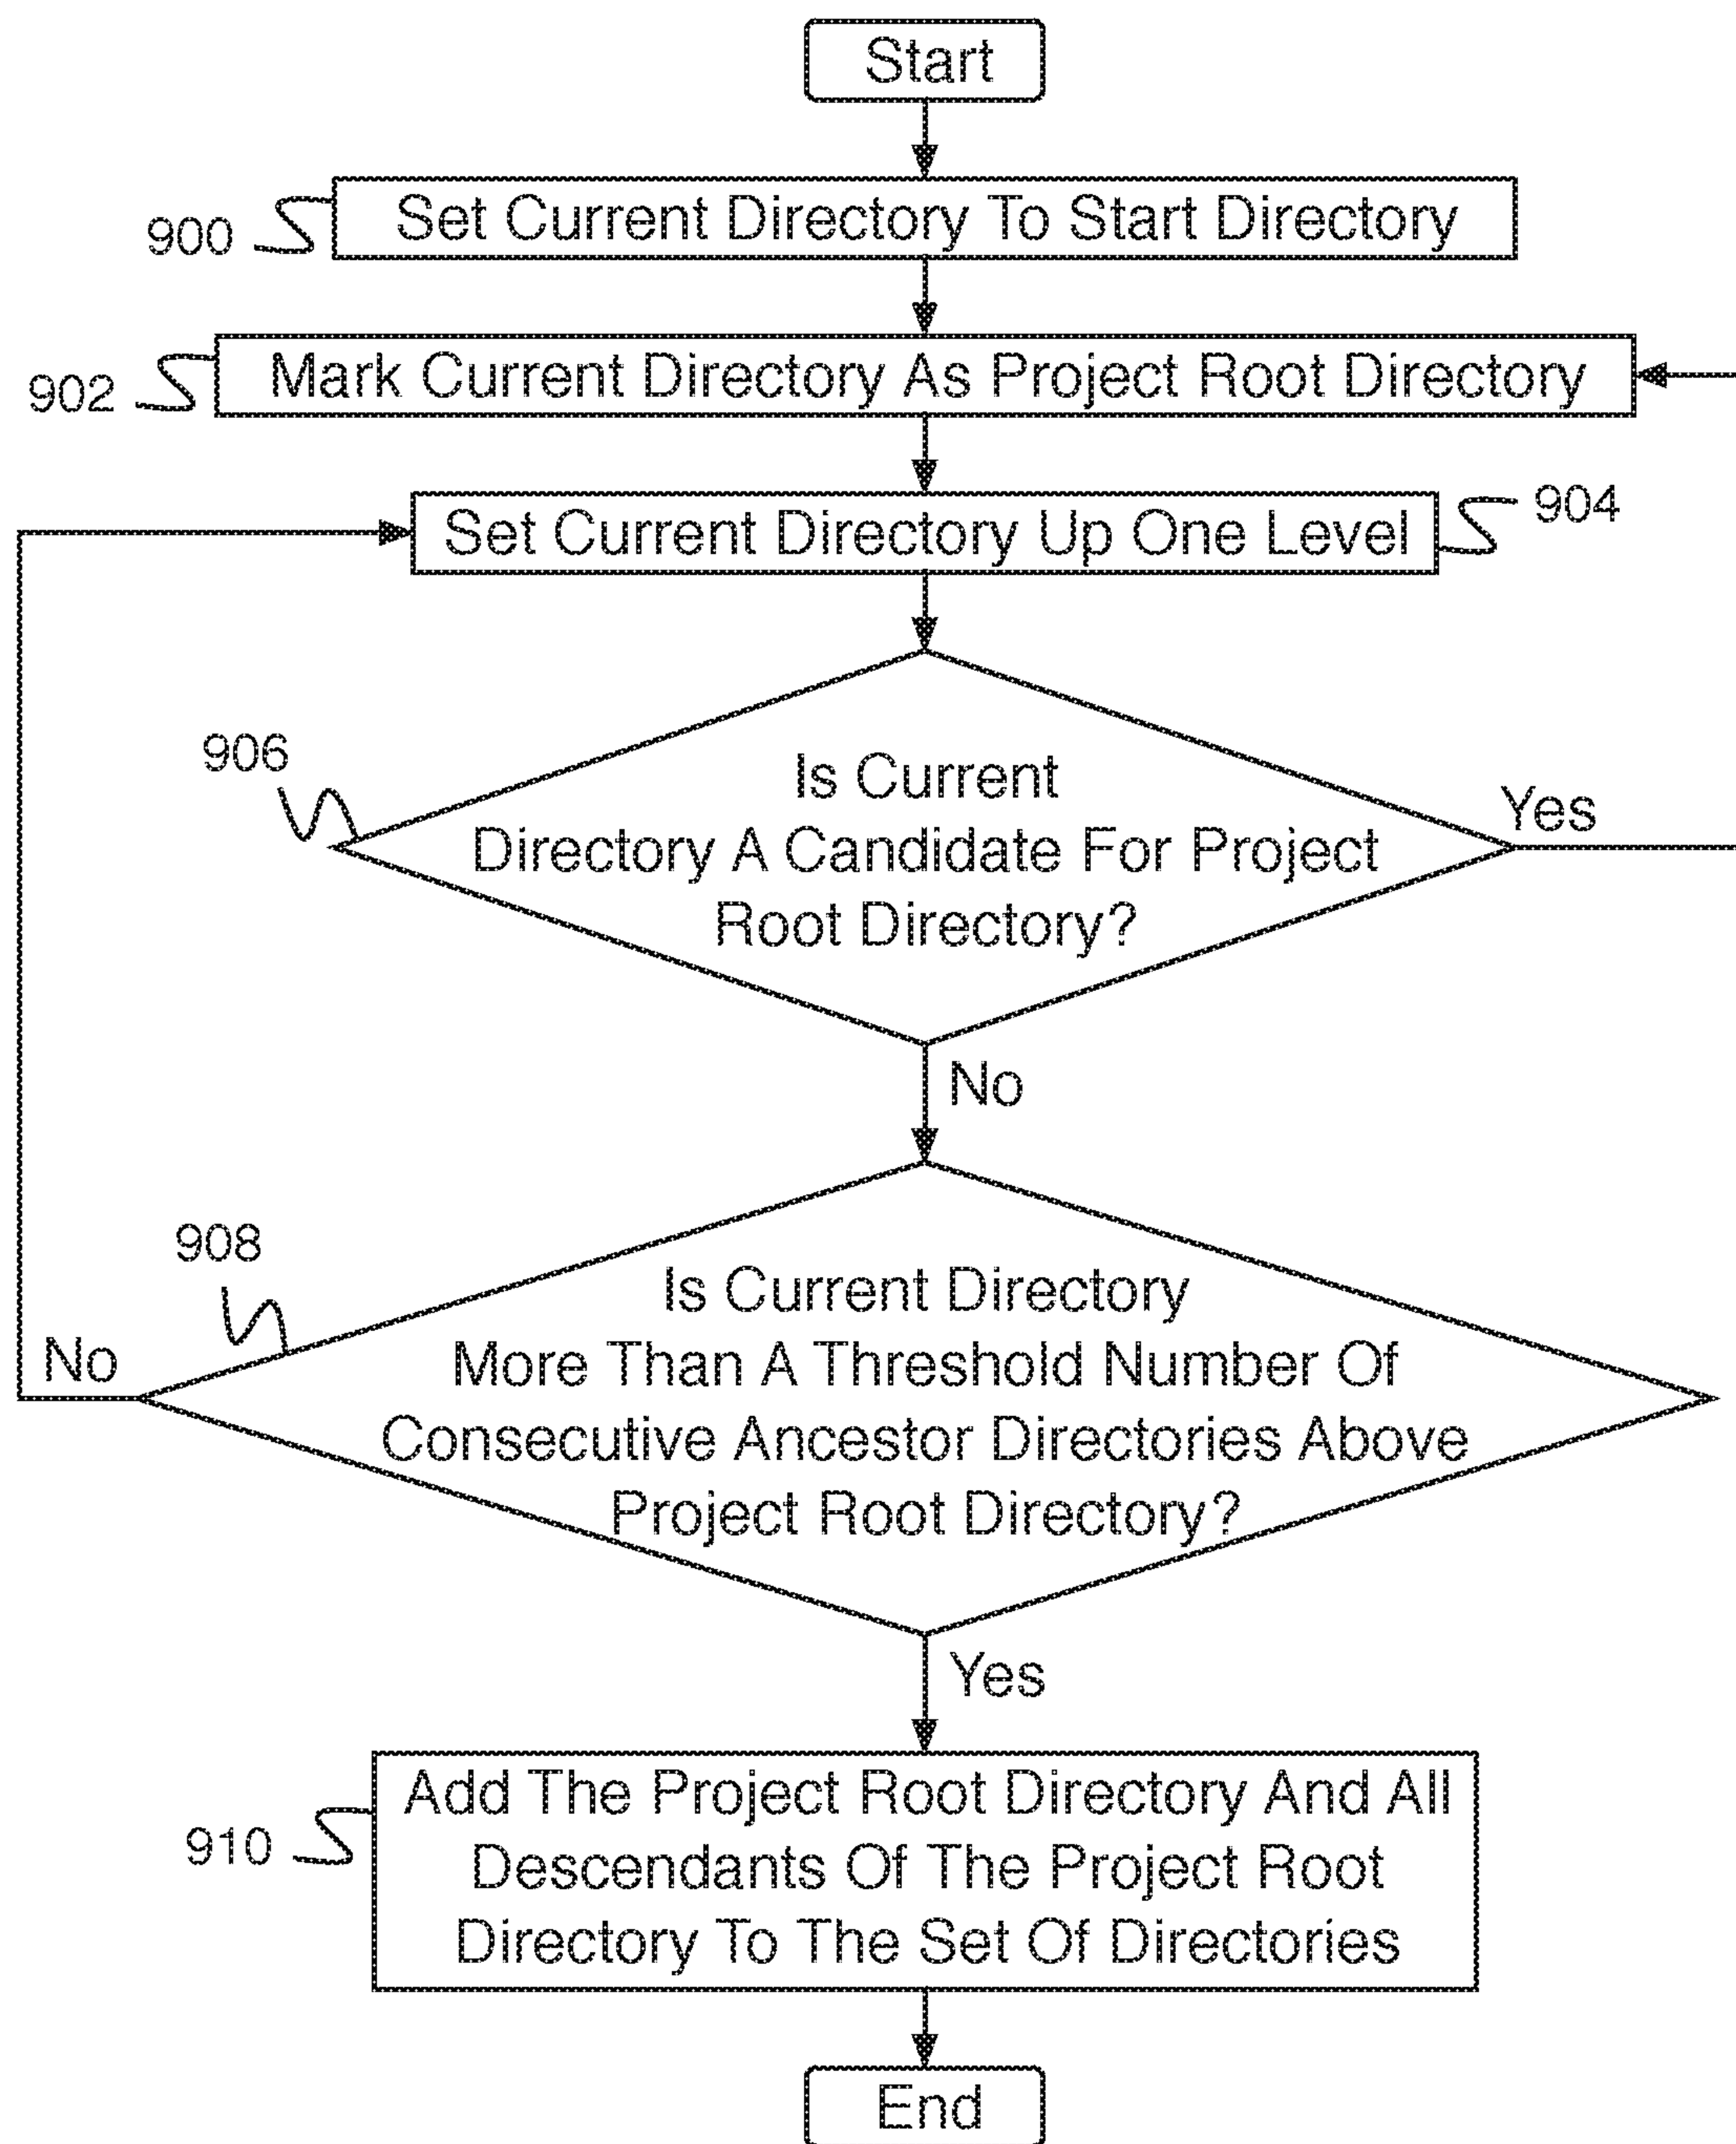 Start
900
Set Current Directory To Start Directory
902
Mark Current Directory As Project Root Directory
Set Current Directory Up One Level
904
906
Is Current
Directory A Candidate For Project
Root Directory?
Yes
No
908
Is Current Directory
More Than A Threshold Number Of
Consecutive Ancestor Directories Above
Project Root Directory?
No
Yes
910
Add The Project Root Directory And All
Descendants Of The Project Root
Directory To The Set Of Directories
End